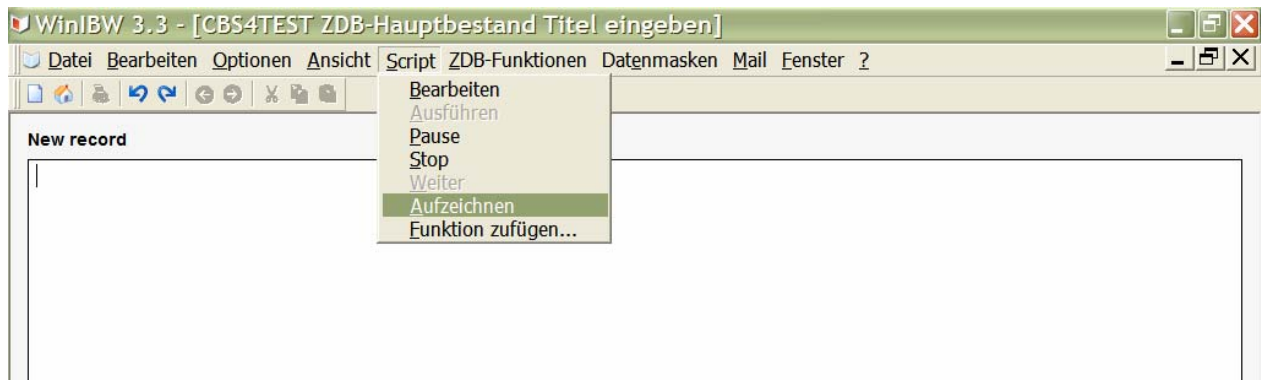 WinIBW 3.3 - [CBS4TEST ZDB-Hauptbestand Titel eingeben]
Datei Bearbeiten Optionen Ansicht Script ZDB-Funktionen Datenmasken Mail Fenster ?
Bearbeiten
Ausführen
Pause
Stop
Weiter
Aufzeichnen
Funktion zufügen...
New record